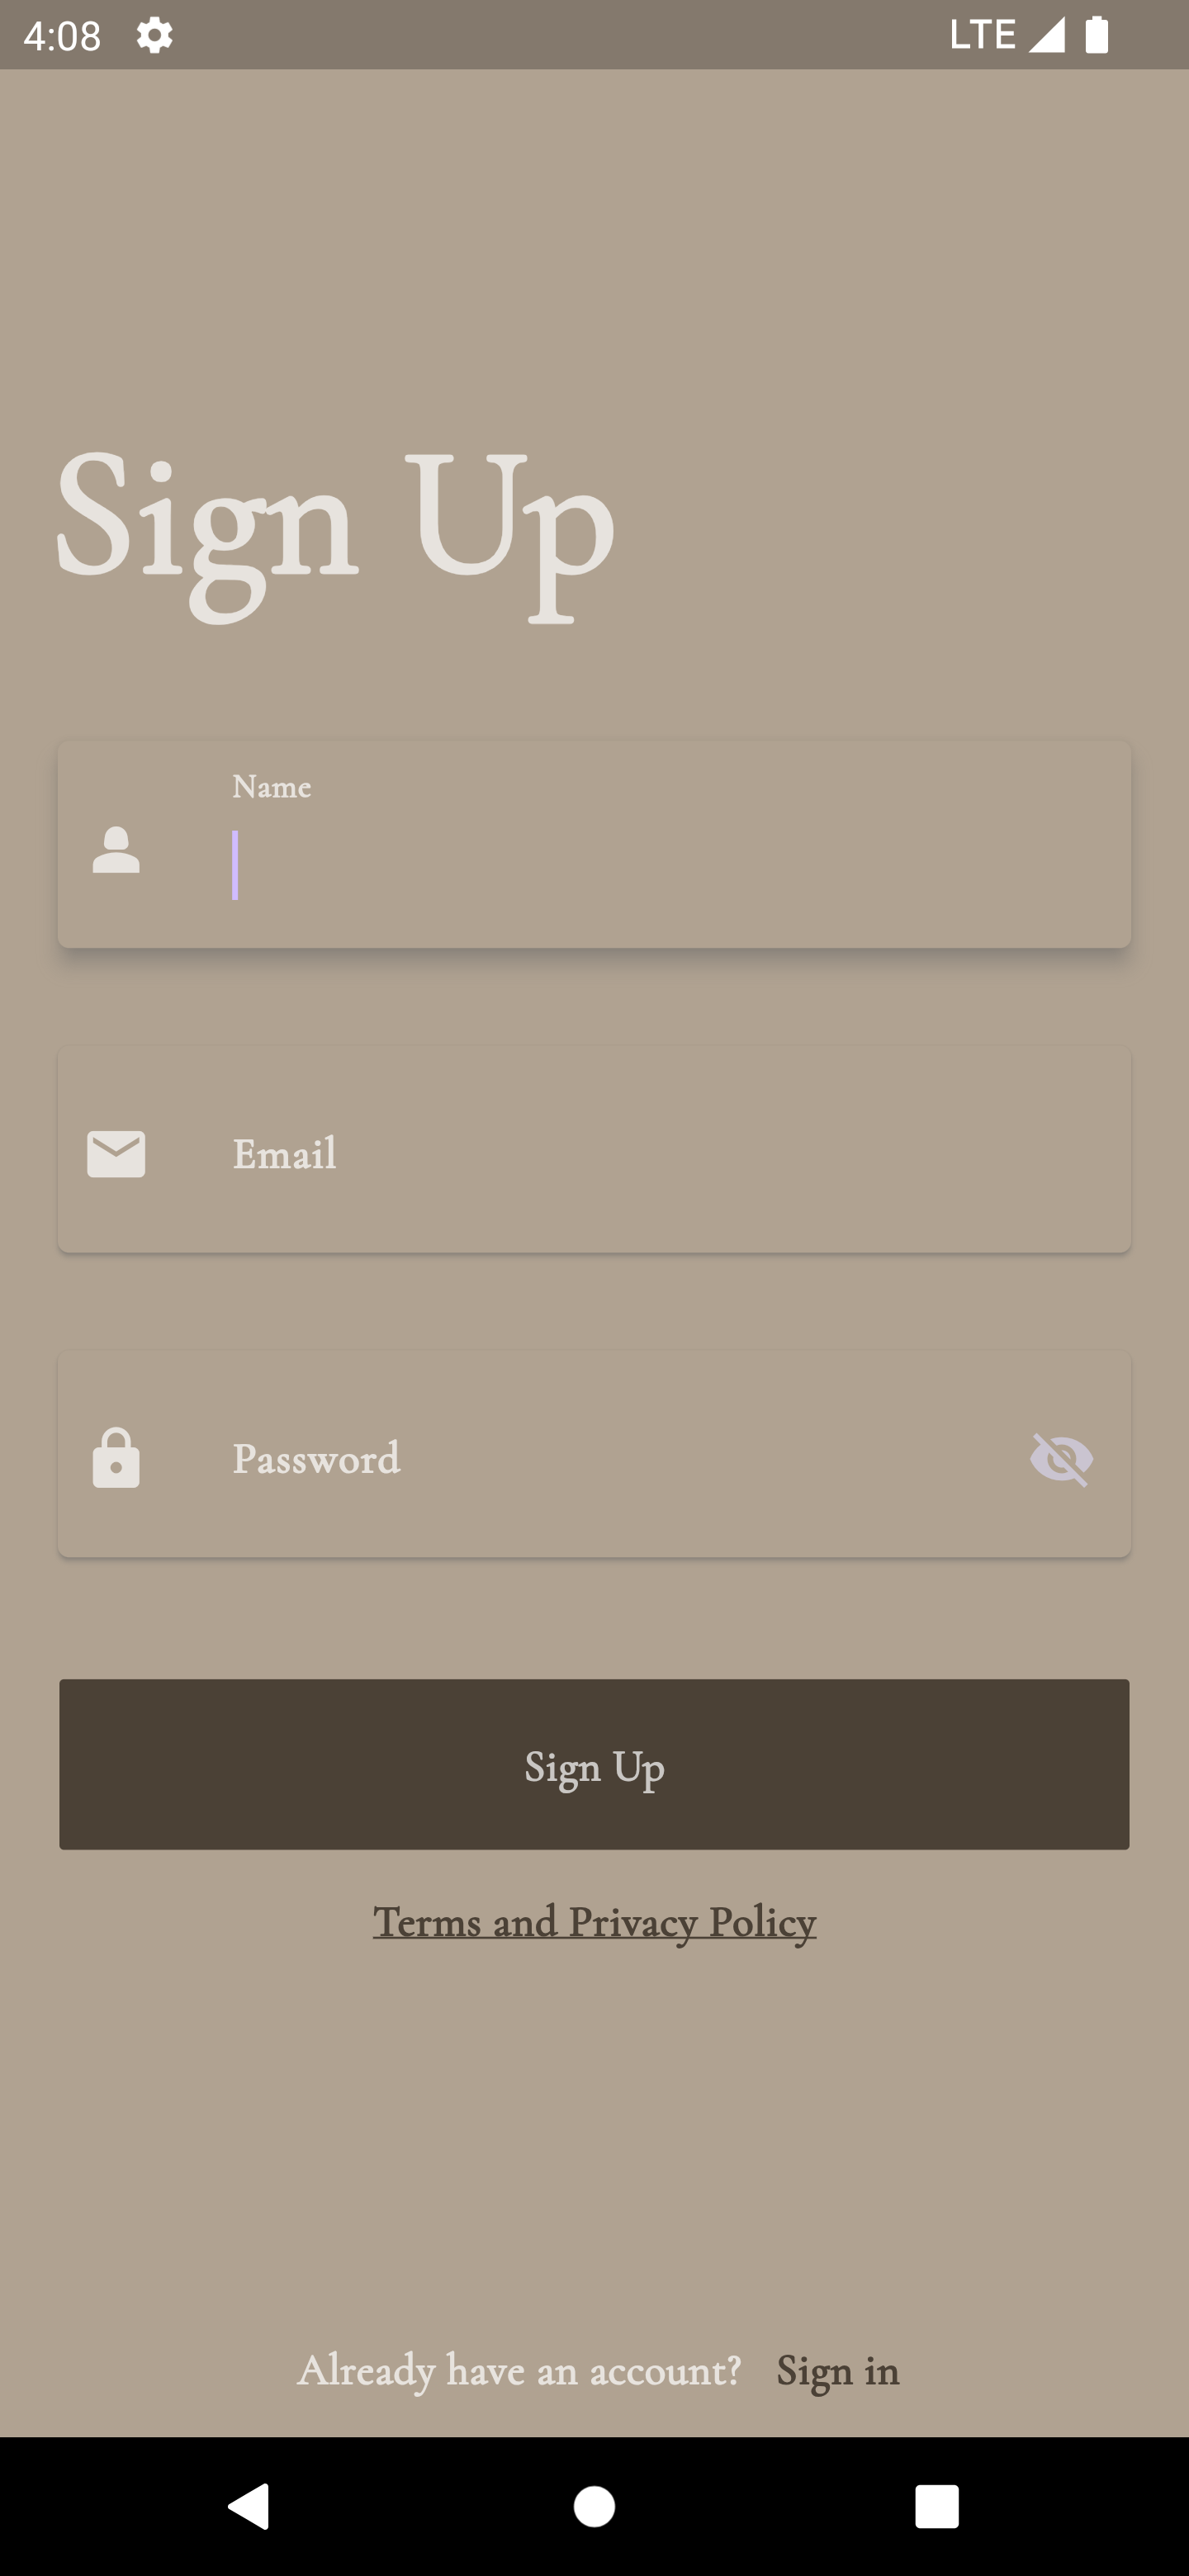 4:08 LTE
Sign Up
Name
Email
Password
Sign Up
Terms and Privacy Policy
Already have an account? Sign in